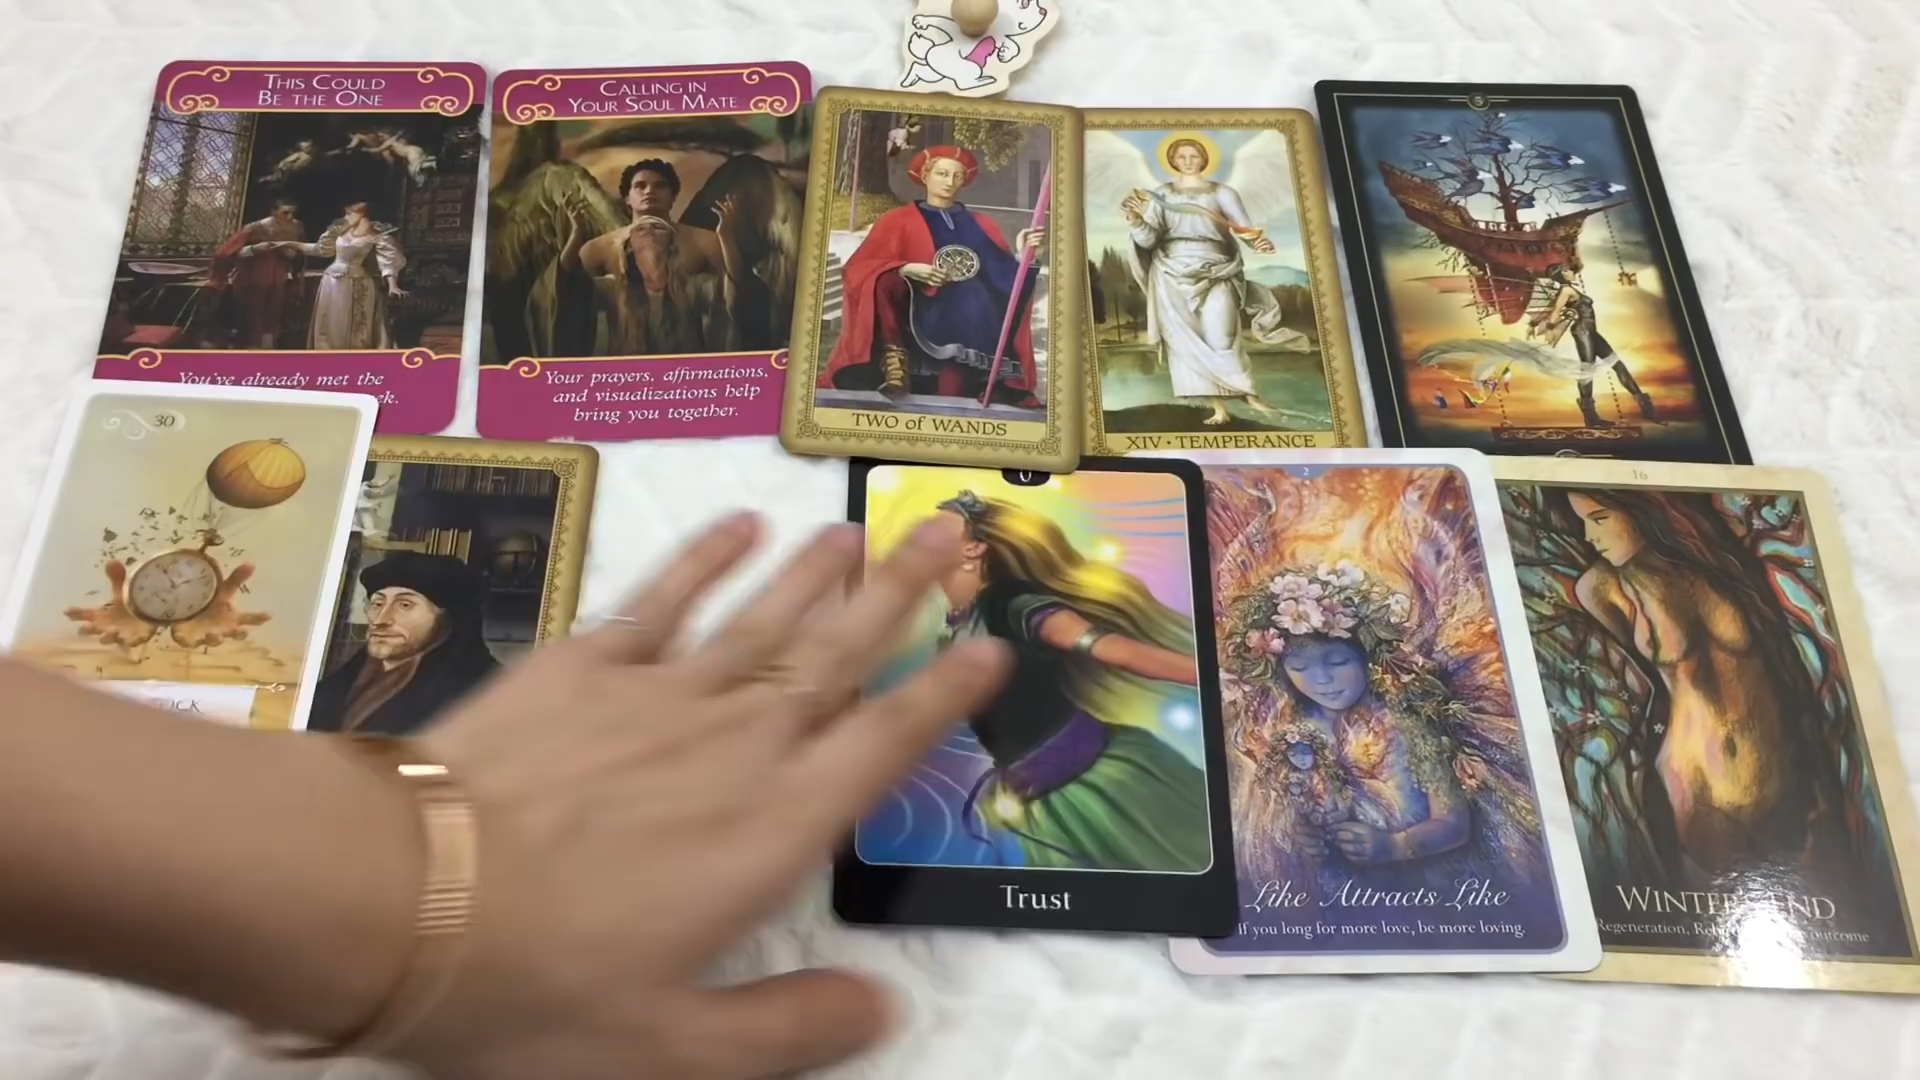 THIS COULD
BE THE ONE
You've already met the
CALLING IN
YOUR SOUL MATE
Your prayers, affirmations,
and visualizations help
bring you together.
TWO of WANDS
XIV • TEMPERANCE
5
30
0
Trust
2
Like Attracts Like
If you long for more love, be more loving.
16
Regeneration,